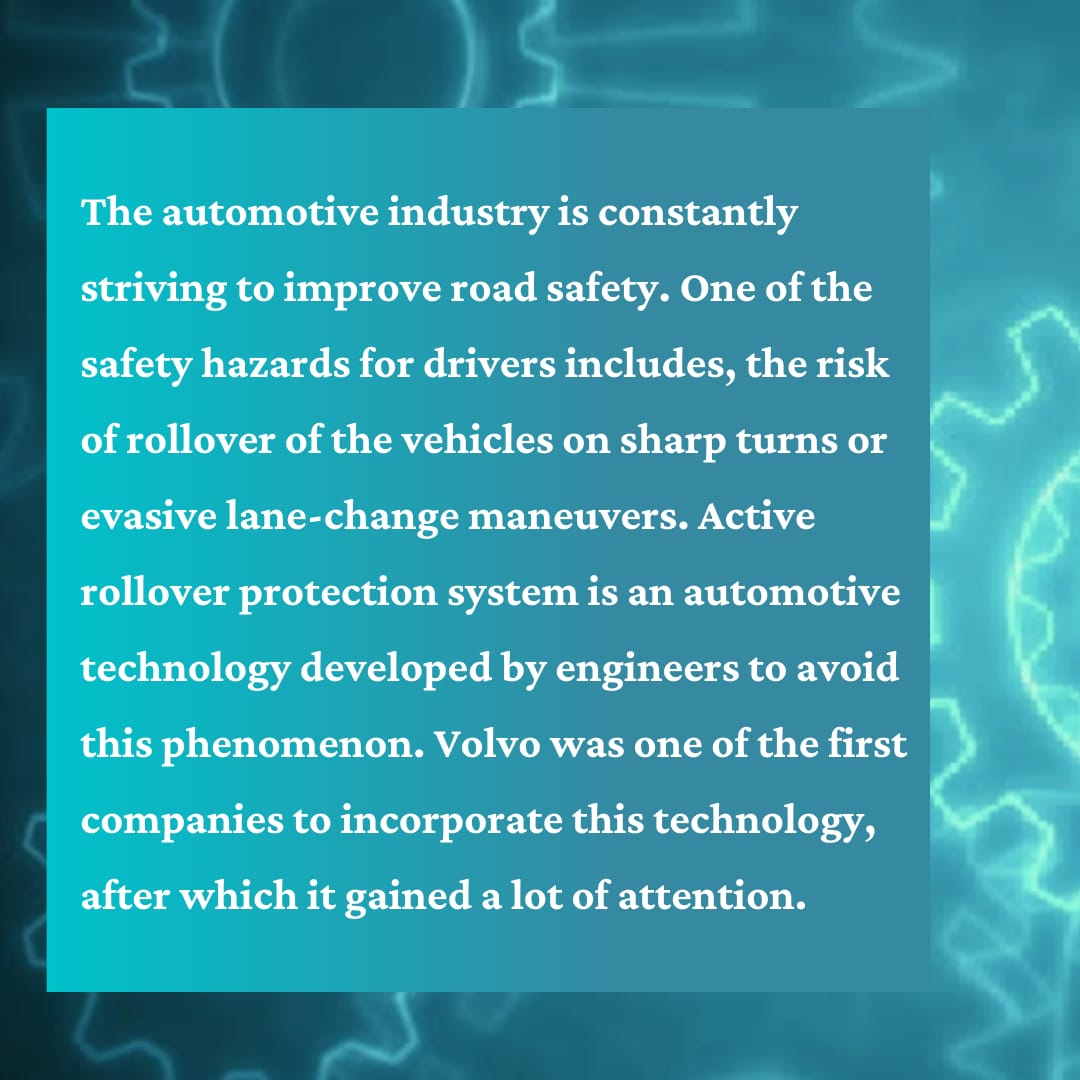 The automotive industry is constantly
striving to improve road safety. One of the
safety hazards for drivers includes, the risk
of rollover of the vehicles on sharp turns or
evasive lane-change maneuvers. Active
rollover protection system is an automotive
technology developed by engineers to avoid
this phenomenon. Volvo was one of the first
companies to incorporate this technology,
after which it gained a lot of attention.